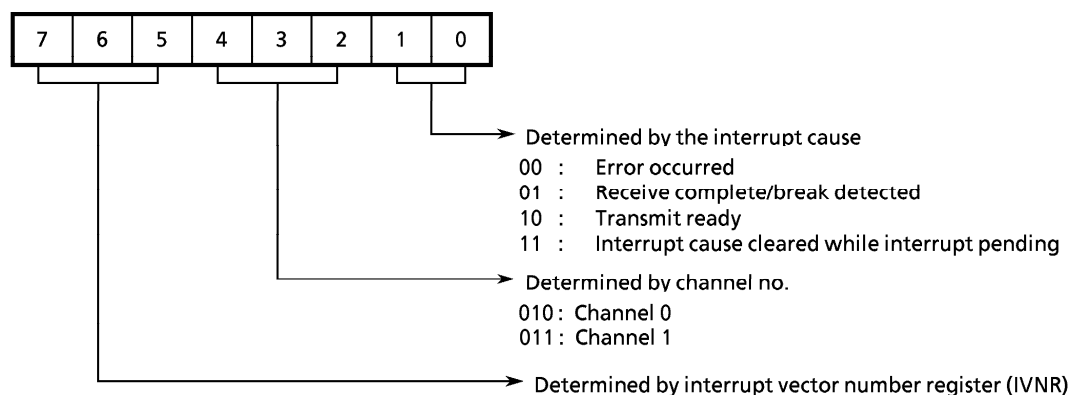 7 6 5 4 3 2 1 0
Determined by the interrupt cause
00 : Error occurred
01 : Receive complete/break detected
10 : Transmit ready
11 : Interrupt cause cleared while interrupt pending
Determined by channel no.
010 : Channel 0
011 : Channel 1
Determined by interrupt vector number register (IVNR)